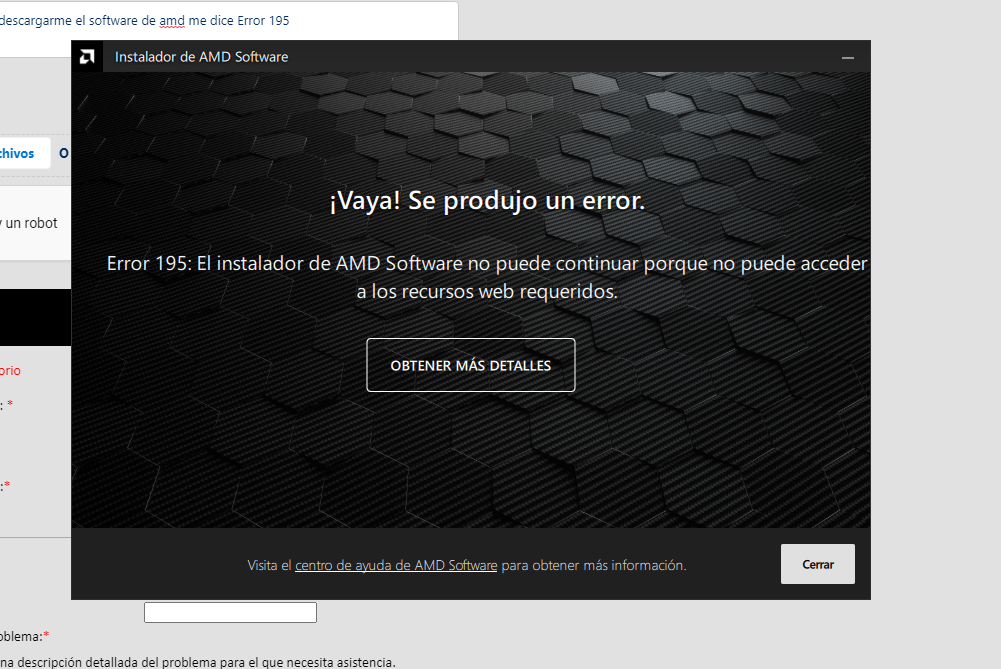 descargarme el software de amd me dice Error 195
Instalador de AMD Software
chivos
O
y un robot
¡Vaya! Se produjo un error.
Error 195: El instalador de AMD Software no puede continuar porque no puede acceder
a los recursos web requeridos.
OBTENER MÁS DETALLES
orio
: *
:*
Visita el centro de ayuda de AMD Software para obtener más información.
Cerrar
oblema:*
na descripción detallada del problema para el que necesita asistencia.